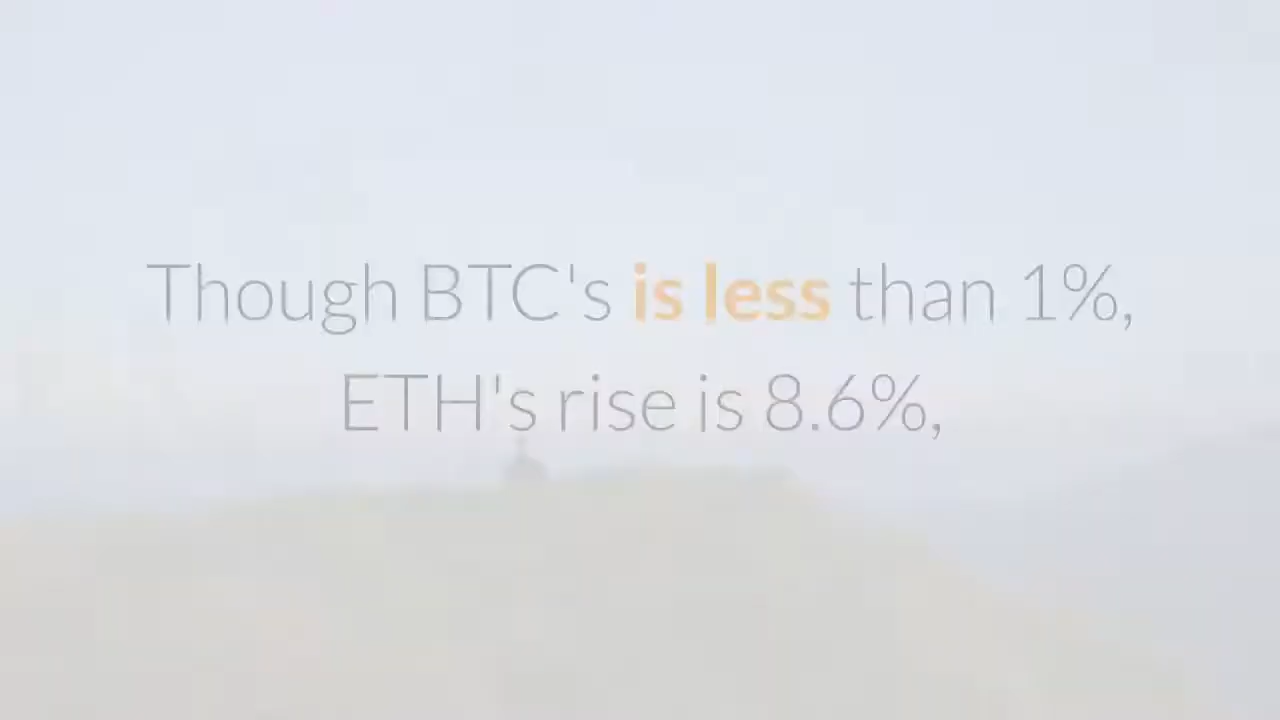 Though BTC's is less than 1%,
ETH's rise is 8.6%,